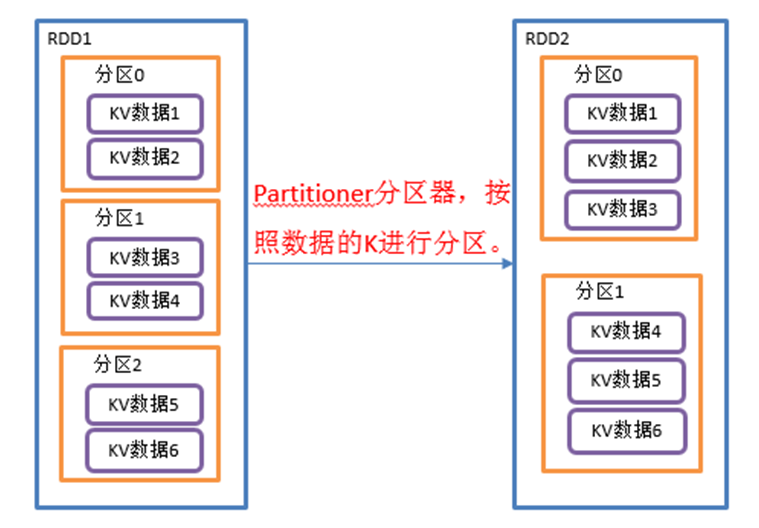 RDD1
分区0
KV数据1
KV数据2
分区1
KV数据3
KV数据4
分区2
KV数据5
KV数据6
Partitioner分区器，按
照数据的K进行分区。
RDD2
分区0
KV数据1
KV数据2
KV数据3
分区1
KV数据4
KV数据5
KV数据6